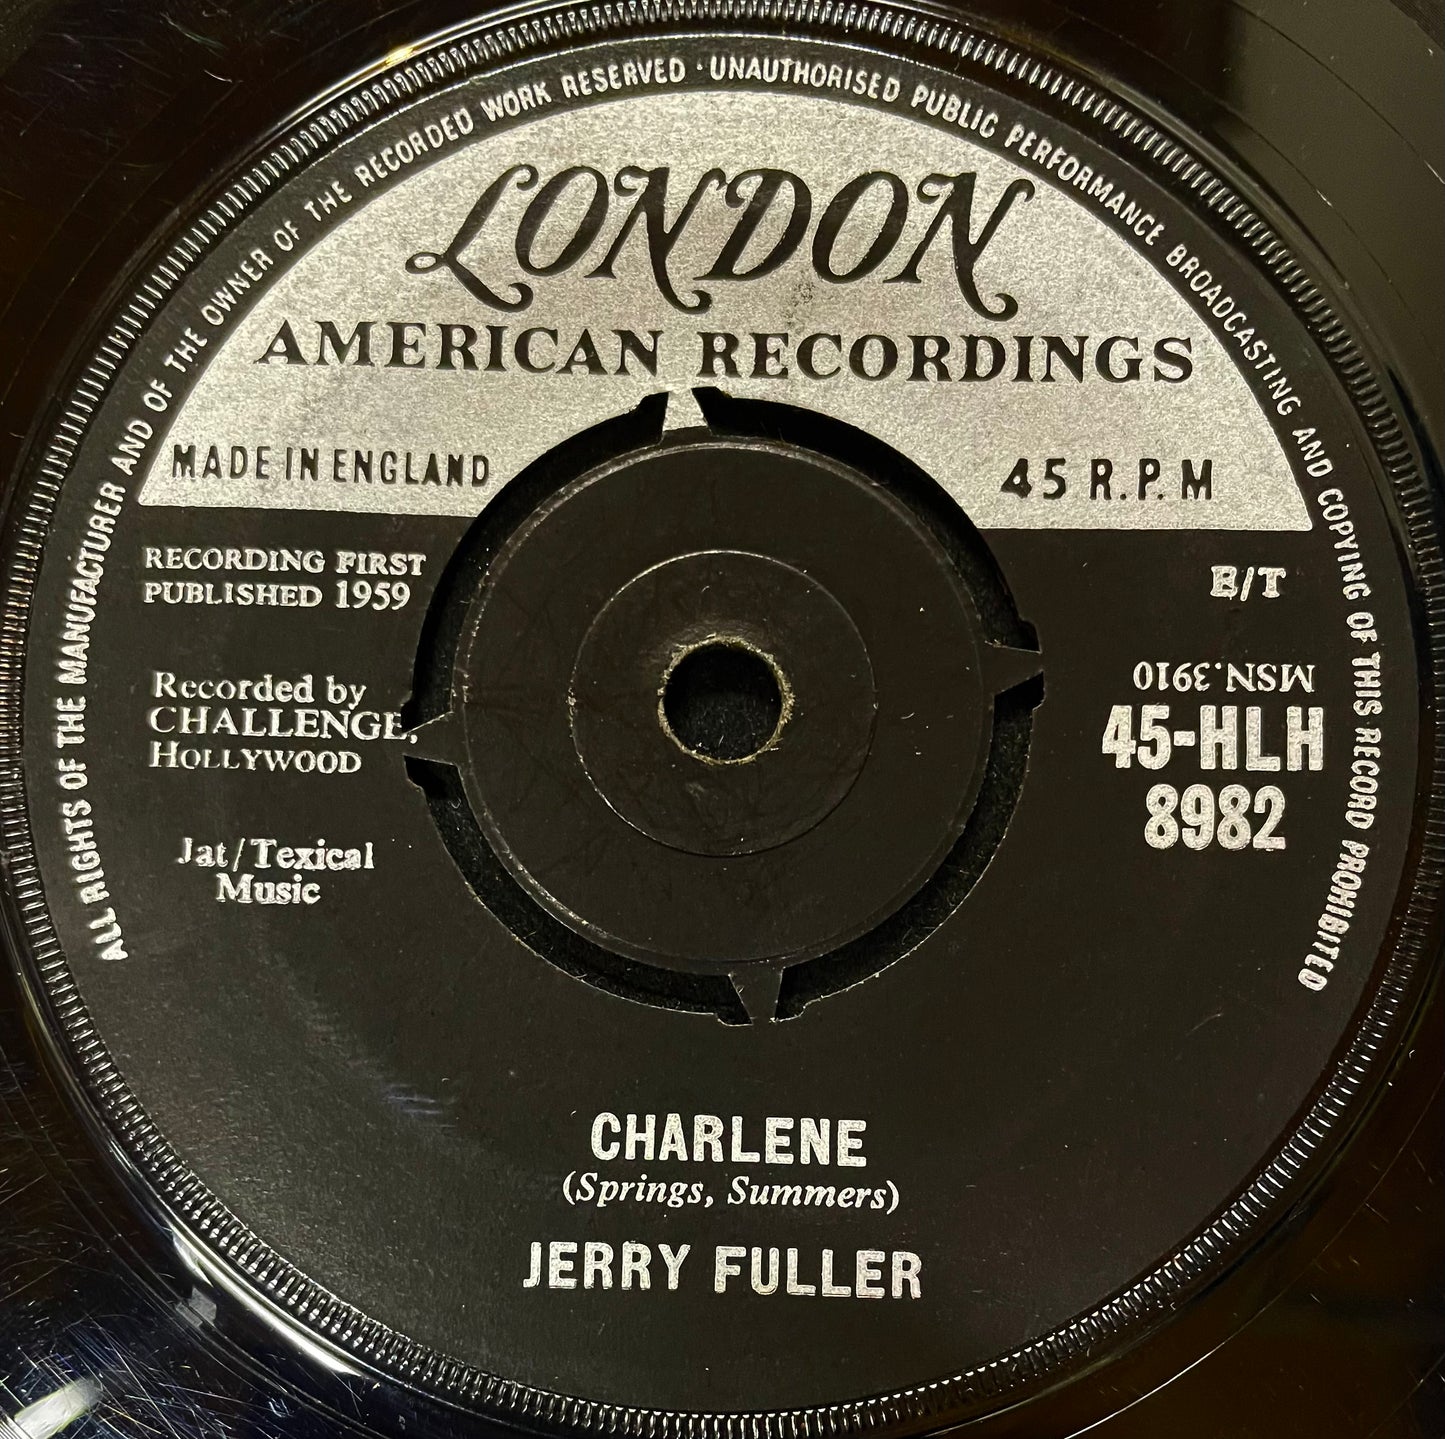 ALL RIGHTS OF THE MANUFACTURER AND OF THE OWNER OF THE RECORDED WORK RESERVED · UNAUTHORISED PUBLIC PERFORMANCE BROADCASTING AND COPYING OF THIS RECORD PROHIBITED
LONDON
AMERICAN RECORDINGS
MADE IN ENGLAND
45 R.P.M
RECORDING FIRST
PUBLISHED 1959
E/T
Recorded by
CHALLENGE,
HOLLYWOOD
MSN.3910
45-HLH
8982
Jat/Texical
Music
CHARLENE
(Springs, Summers)
JERRY FULLER